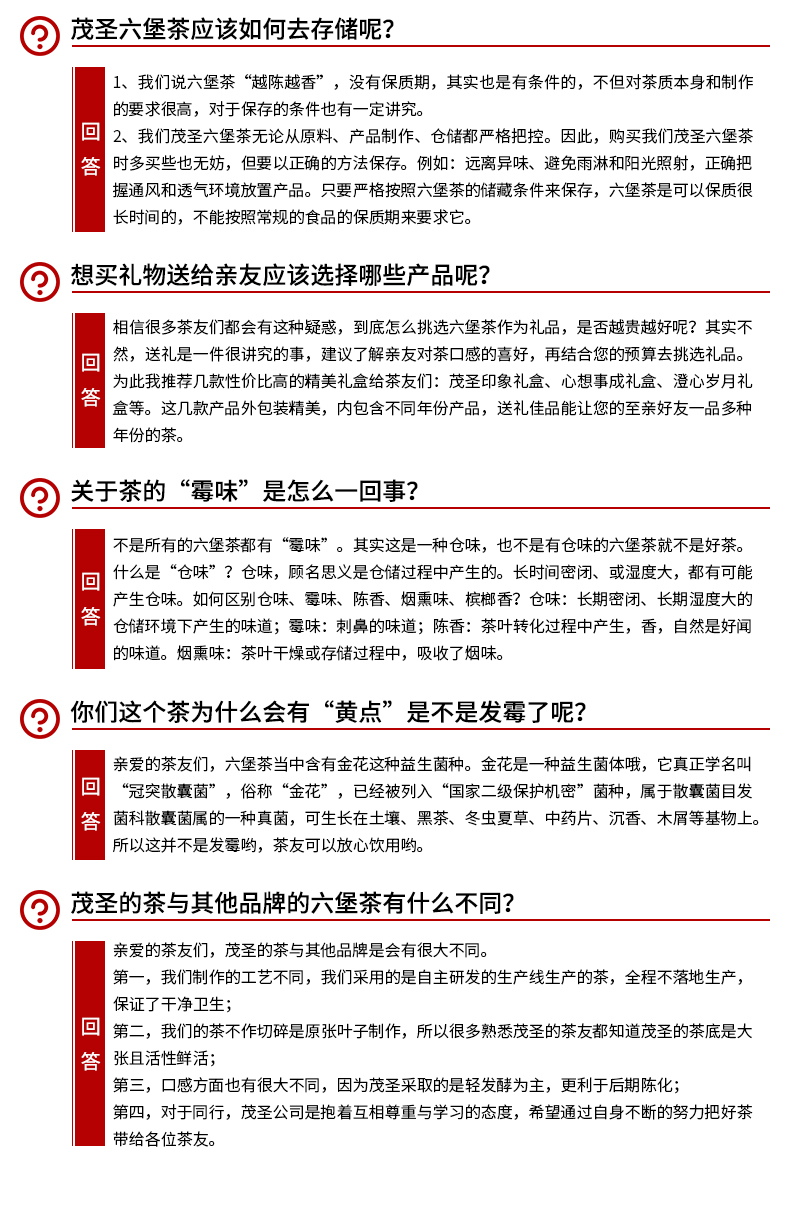 茂圣六堡茶应该如何去存储呢？
回答
1、我们说六堡茶“越陈越香”，没有保质期，其实也是有条件的，不但对茶质本身和制作
的要求很高，对于保存的条件也有一定讲究。
2、我们茂圣六堡茶无论从原料、产品制作、仓储都严格把控。因此，购买我们茂圣六堡茶
时多买些也无妨，但要以正确的方法保存。例如：远离异味、避免雨淋和阳光照射，正确把
握通风和透气环境放置产品。只要严格按照六堡茶的储藏条件来保存，六堡茶是可以保质很
长时间的，不能按照常规的食品的保质期来要求它。
想买礼物送给亲友应该选择哪些产品呢？
回答
相信很多茶友们都会有这种疑惑，到底怎么挑选六堡茶作为礼品，是否越贵越好呢？其实不
然，送礼是一件很讲究的事，建议了解亲友对茶口感的喜好，再结合您的预算去挑选礼品。
为此我推荐几款性价比高的精美礼盒给茶友们：茂圣印象礼盒、心想事成礼盒、澄心岁月礼
盒等。这几款产品外包装精美，内包含不同年份产品，送礼佳品能让您的至亲好友一品多种
年份的茶。
关于茶的“霉味”是怎么一回事？
回答
不是所有的六堡茶都有“霉味”。其实这是一种仓味，也不是有仓味的六堡茶就不是好茶。
什么是“仓味”？仓味，顾名思义是仓储过程中产生的。长时间密闭、或湿度大，都有可能
产生仓味。如何区别仓味、霉味、陈香、烟熏味、槟榔香？仓味：长期密闭、长期湿度大的
仓储环境下产生的味道；霉味：刺鼻的味道；陈香：茶叶转化过程中产生，香，自然是好闻
的味道。烟熏味：茶叶干燥或存储过程中，吸收了烟味。
你们这个茶为什么会有“黄点”是不是发霉了呢？
回答
亲爱的茶友们，六堡茶当中含有金花这种益生菌种。金花是一种益生菌体哦，它真正学名叫
“冠突散囊菌”，俗称“金花”，已经被列入“国家二级保护机密”菌种，属于散囊菌目发
菌科散囊菌属的一种真菌，可生长在土壤、黑茶、冬虫夏草、中药片、沉香、木屑等基物上。
所以这并不是发霉哟，茶友可以放心饮用哟。
茂圣的茶与其他品牌的六堡茶有什么不同？
回答
亲爱的茶友们，茂圣的茶与其他品牌是会有很大不同。
第一，我们制作的工艺不同，我们采用的是自主研发的生产线生产的茶，全程不落地生产，
保证了干净卫生；
第二，我们的茶不作切碎是原张叶子制作，所以很多熟悉茂圣的茶友都知道茂圣的茶底是大
张且活性鲜活；
第三，口感方面也有很大不同，因为茂圣采取的是轻发酵为主，更利于后期陈化；
第四，对于同行，茂圣公司是抱着互相尊重与学习的态度，希望通过自身不断的努力把好茶
带给各位茶友。